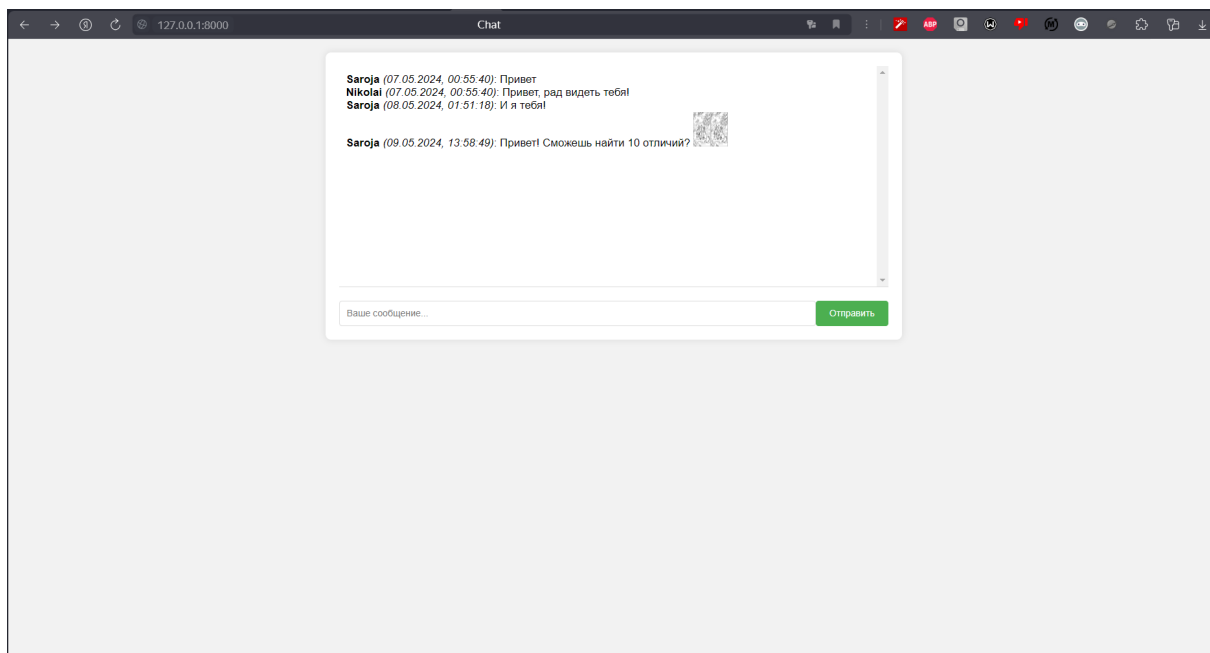 127.0.0.1:8000
Chat
ABP
Saroja (07.05.2024, 00:55:40): Привет
Nikolai (07.05.2024, 00:55:40): Привет, рад видеть тебя!
Saroja (08.05.2024, 01:51:18): И я тебя!
Saroja (09.05.2024, 13:58:49): Привет! Сможешь найти 10 отличий?
Ваше сообщение...
Отправить